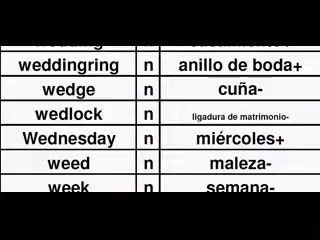 weddingring n anillo de boda+
wedge n cuña-
wedlock n ligadura de matrimonio-
Wednesday n miércoles+
weed n maleza-
week n semana-